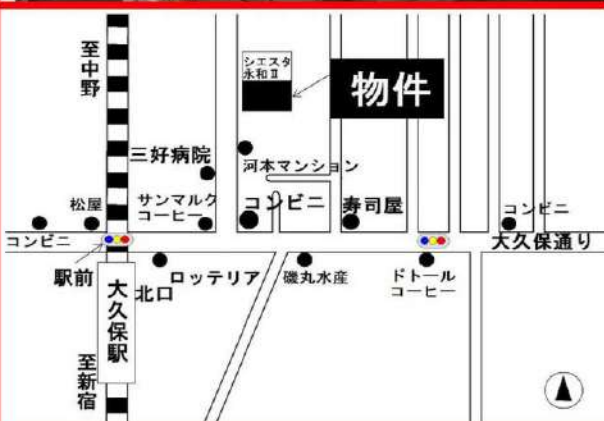 至中野
シエスタ
永和Ⅱ
物件
三好病院
河本マンション
松屋
サンマルク
コーヒー
コンビニ
寿司屋
コンビニ
コンビニ
大久保通り
駅前
北口
ロッテリア
磯丸水産
ドトール
コーヒー
大久保駅
至新宿